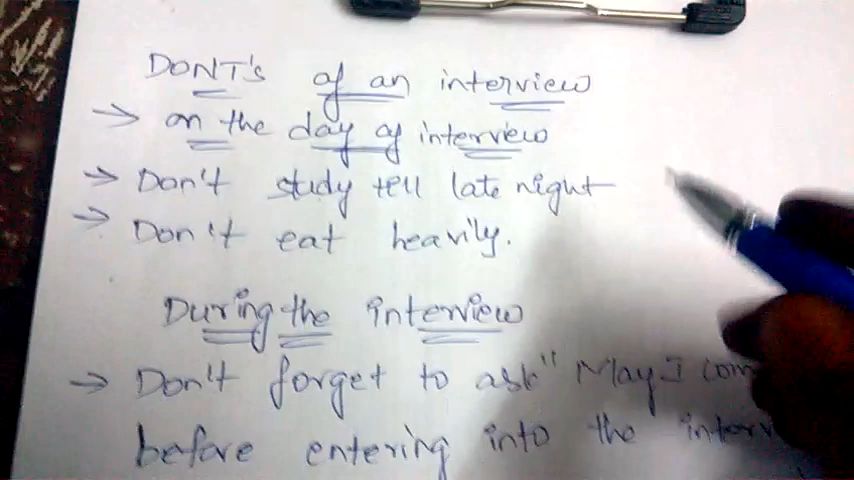 DONT's of an interview
→ on the day of interview
→ Don't study tell late night
→ Don't eat heavily.
During the interview
→ Don't forget to ask "May I
before entering into the